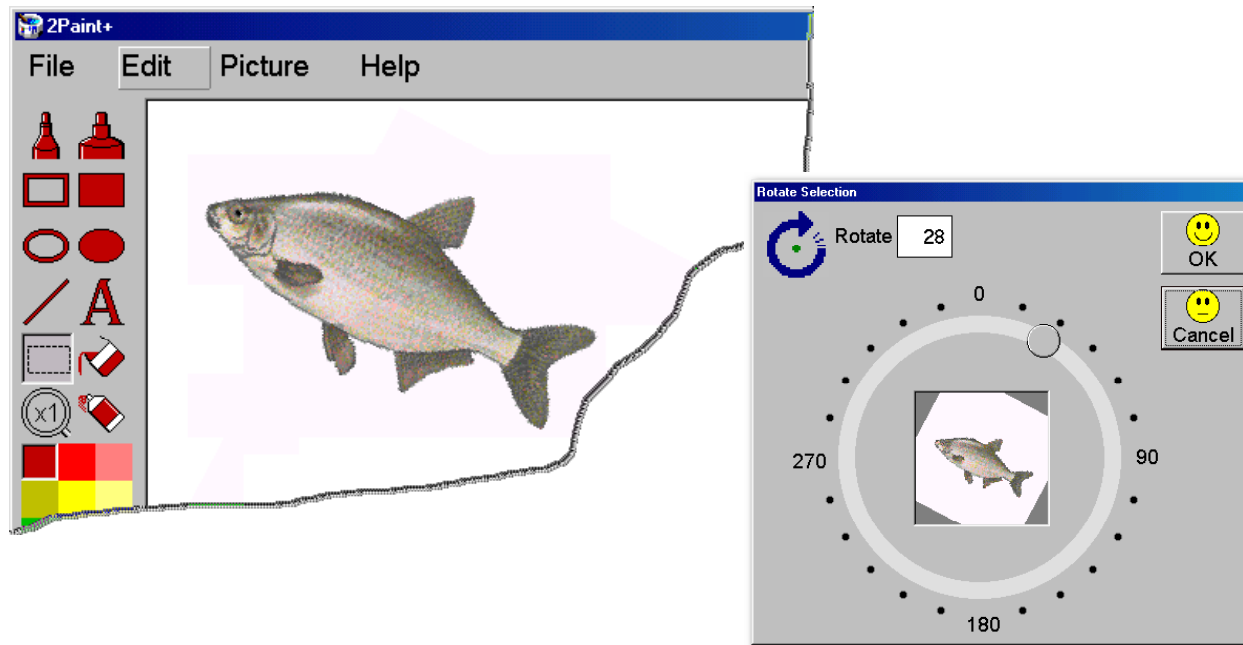 2Paint+
File Edit Picture Help
A
x1
Rotate Selection
Rotate 28
OK
Cancel
0
90
180
270